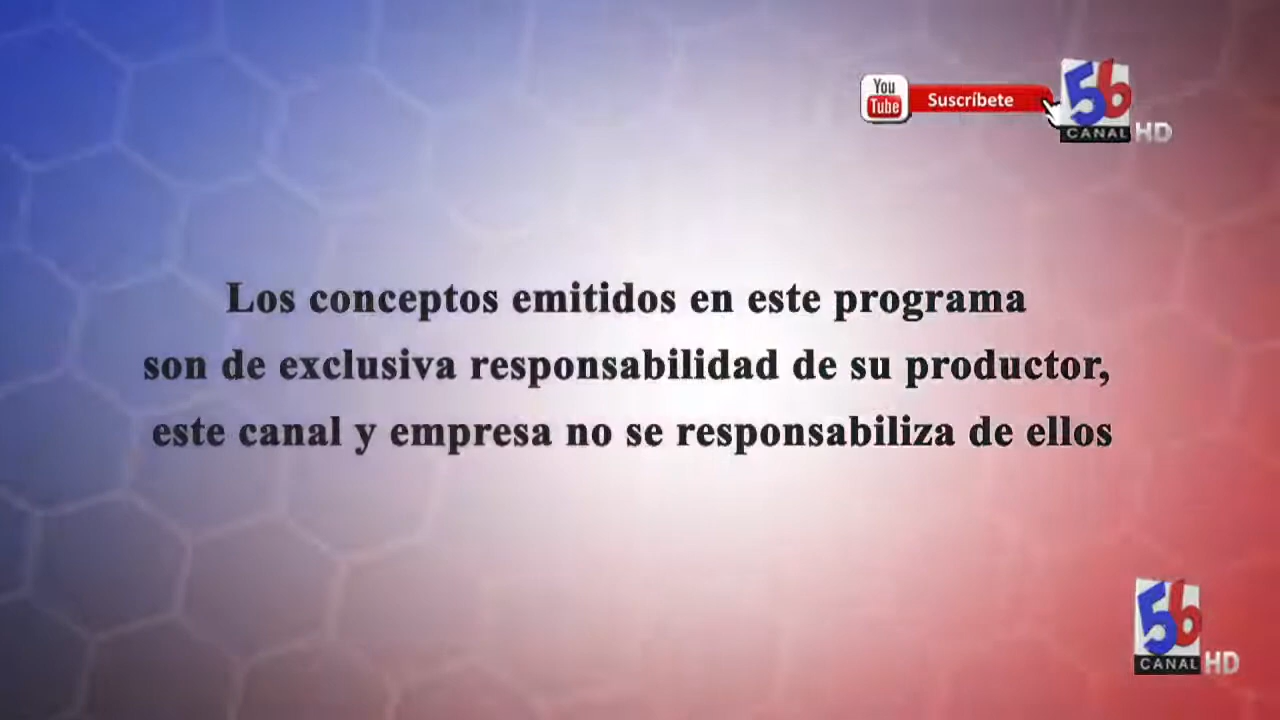 You
Tube
Suscríbete
56
CANAL HD
Los conceptos emitidos en este programa
son de exclusiva responsabilidad de su productor,
este canal y empresa no se responsabiliza de ellos
56
CANAL HD